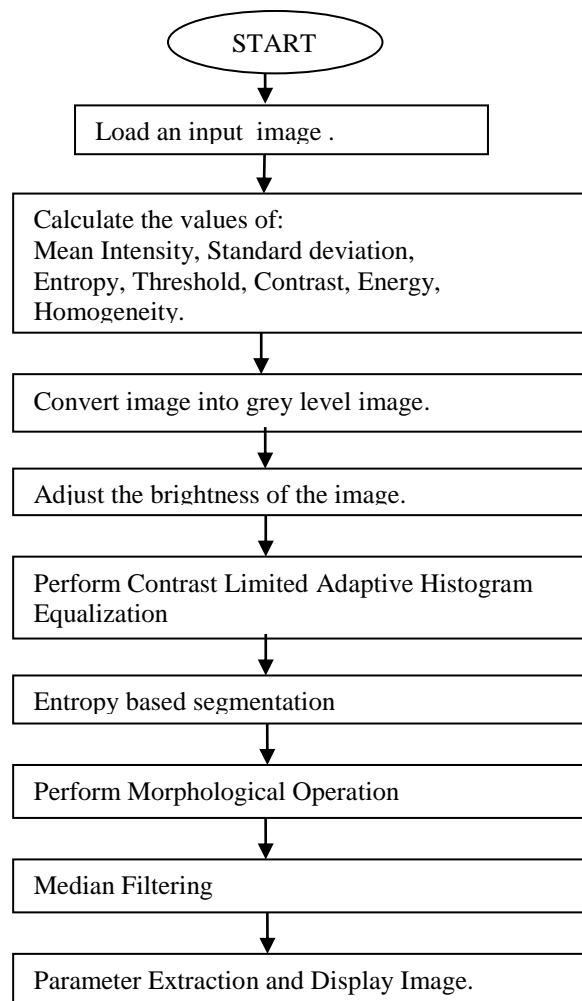 START
Load an input image .
Calculate the values of:
Mean Intensity, Standard deviation,
Entropy, Threshold, Contrast, Energy,
Homogeneity.
Convert image into grey level image.
Adjust the brightness of the image.
Perform Contrast Limited Adaptive Histogram
Equalization
Entropy based segmentation
Perform Morphological Operation
Median Filtering
Parameter Extraction and Display Image.